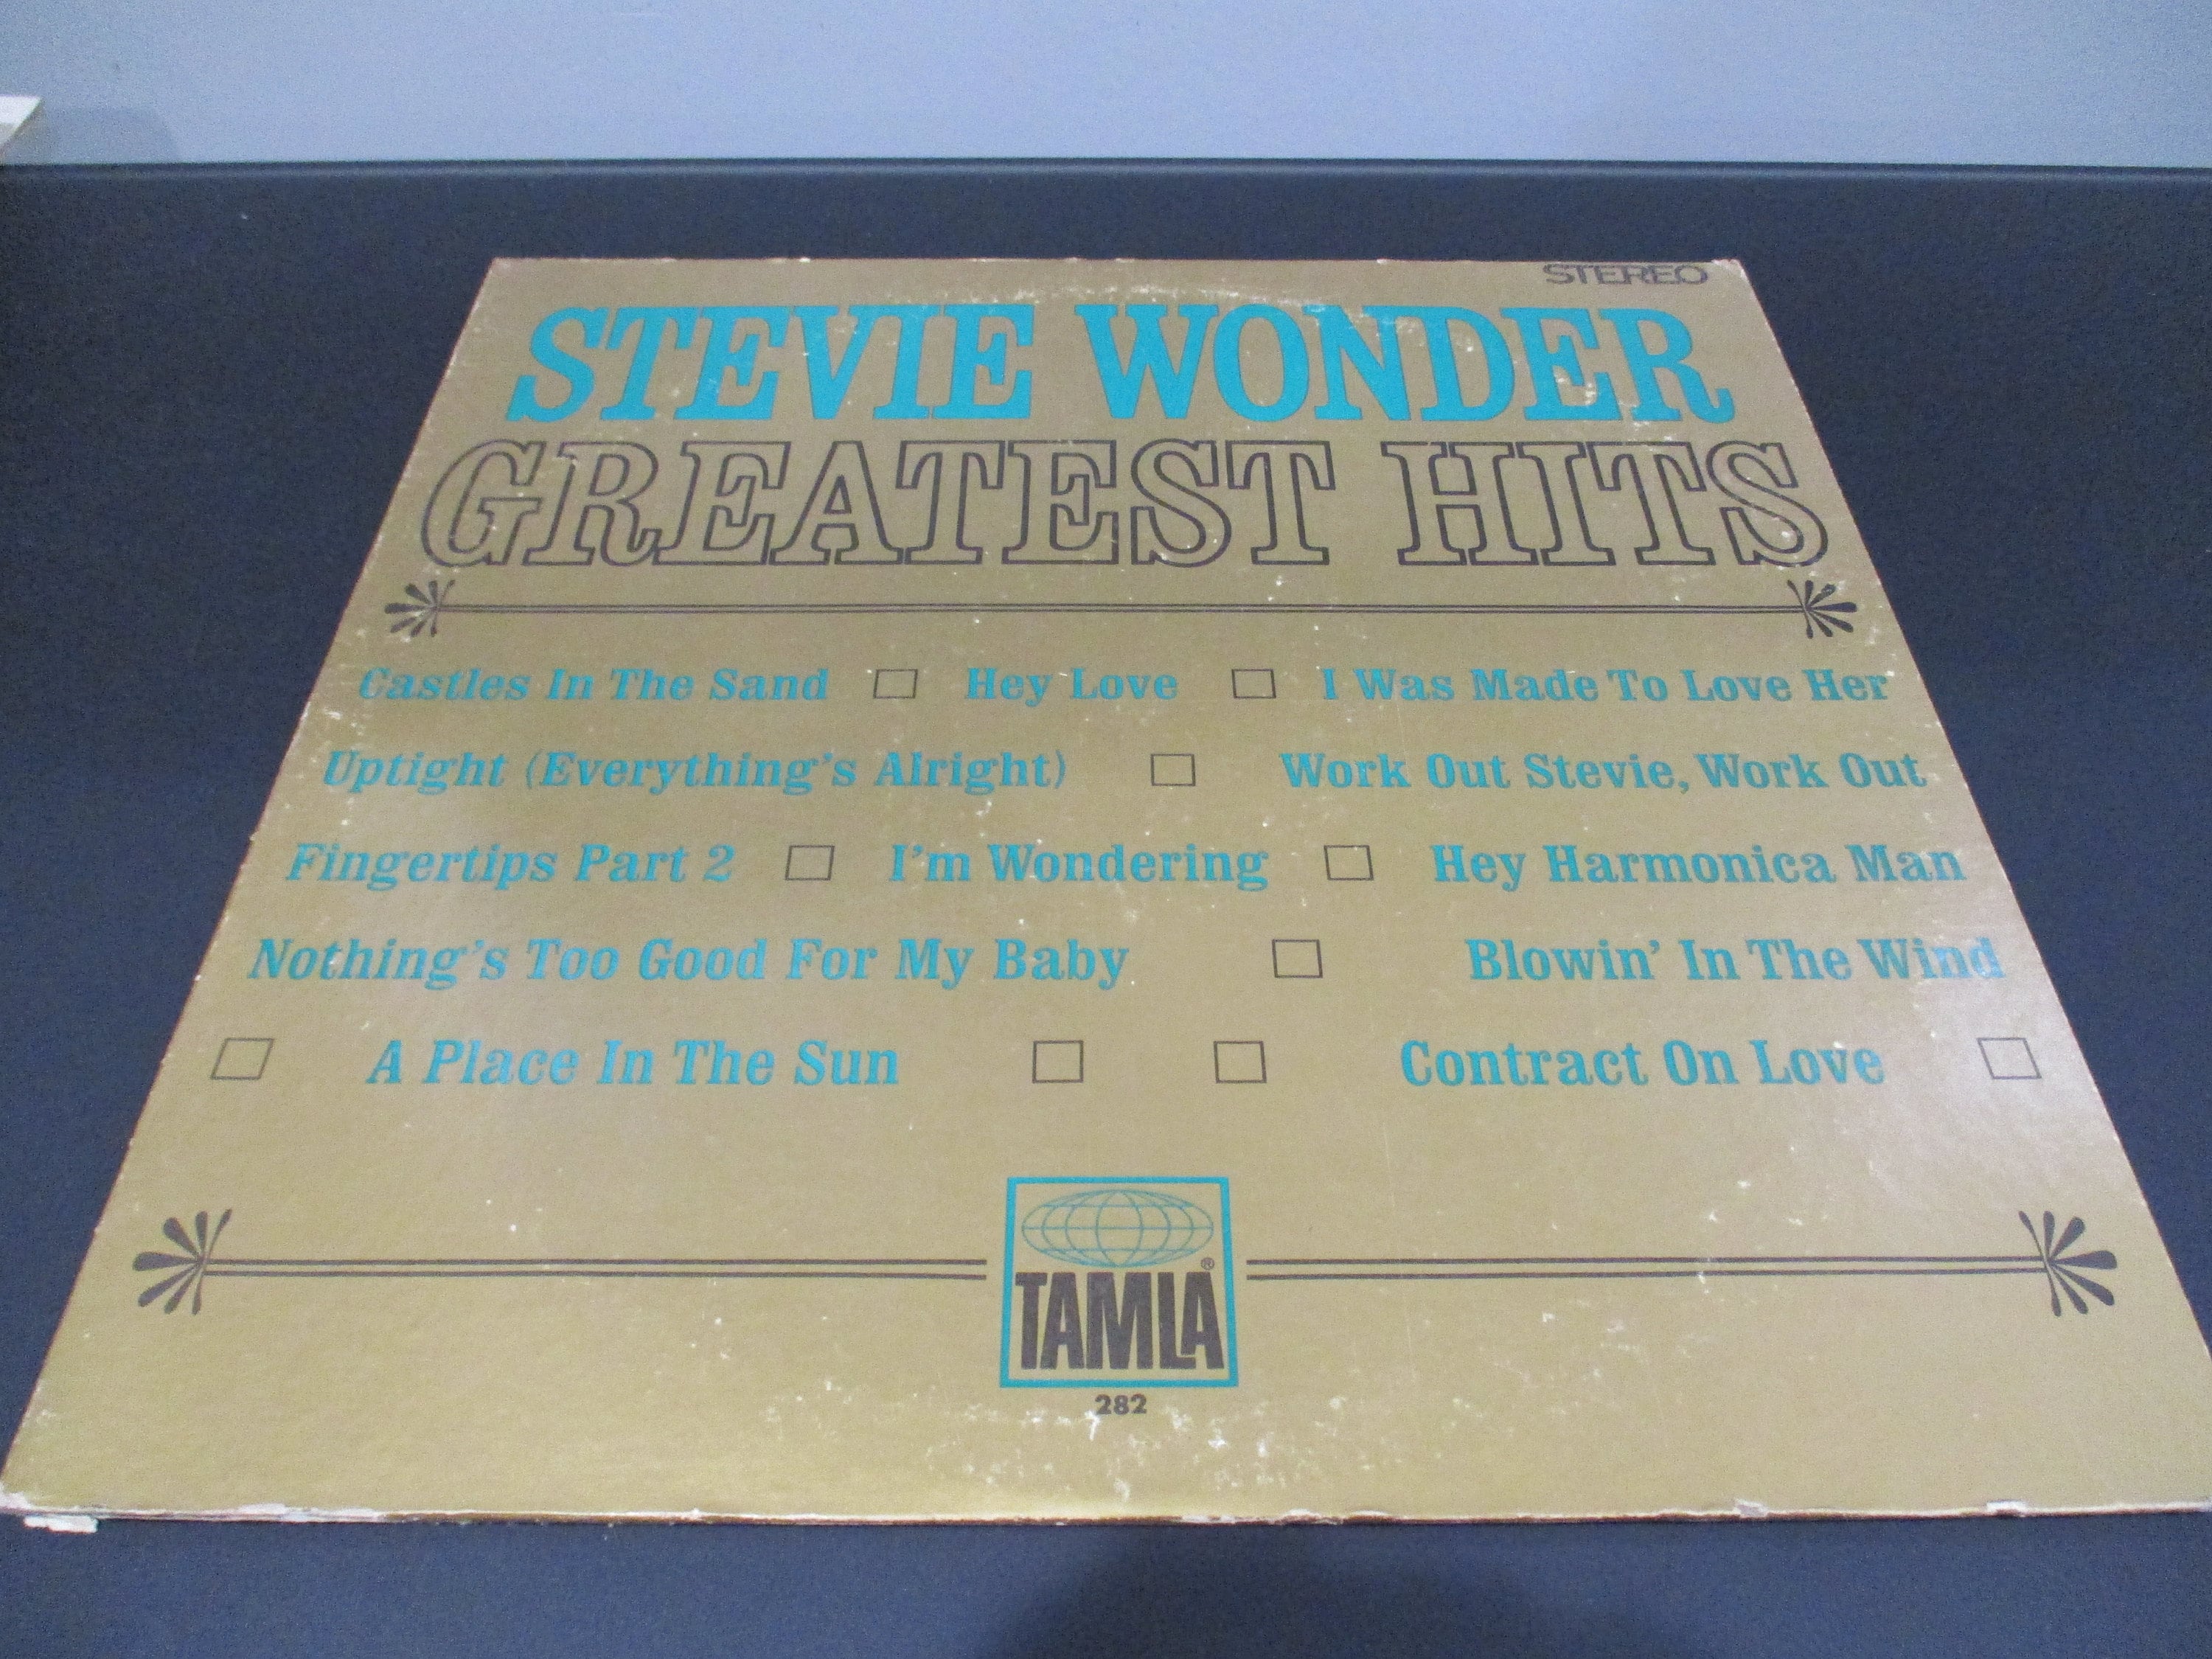 STEREO
STEVIE WONDER
GREATEST HITS
Castles In The Sand □ Hey Love □ I Was Made To Love Her
Uptight (Everything's Alright) □ Work Out Stevie, Work Out
Fingertips Part 2 □ I'm Wondering □ Hey Harmonica Man
Nothing's Too Good For My Baby □ Blowin' In The Wind
□ A Place In The Sun □ □ Contract On Love □
TAMLA®
282